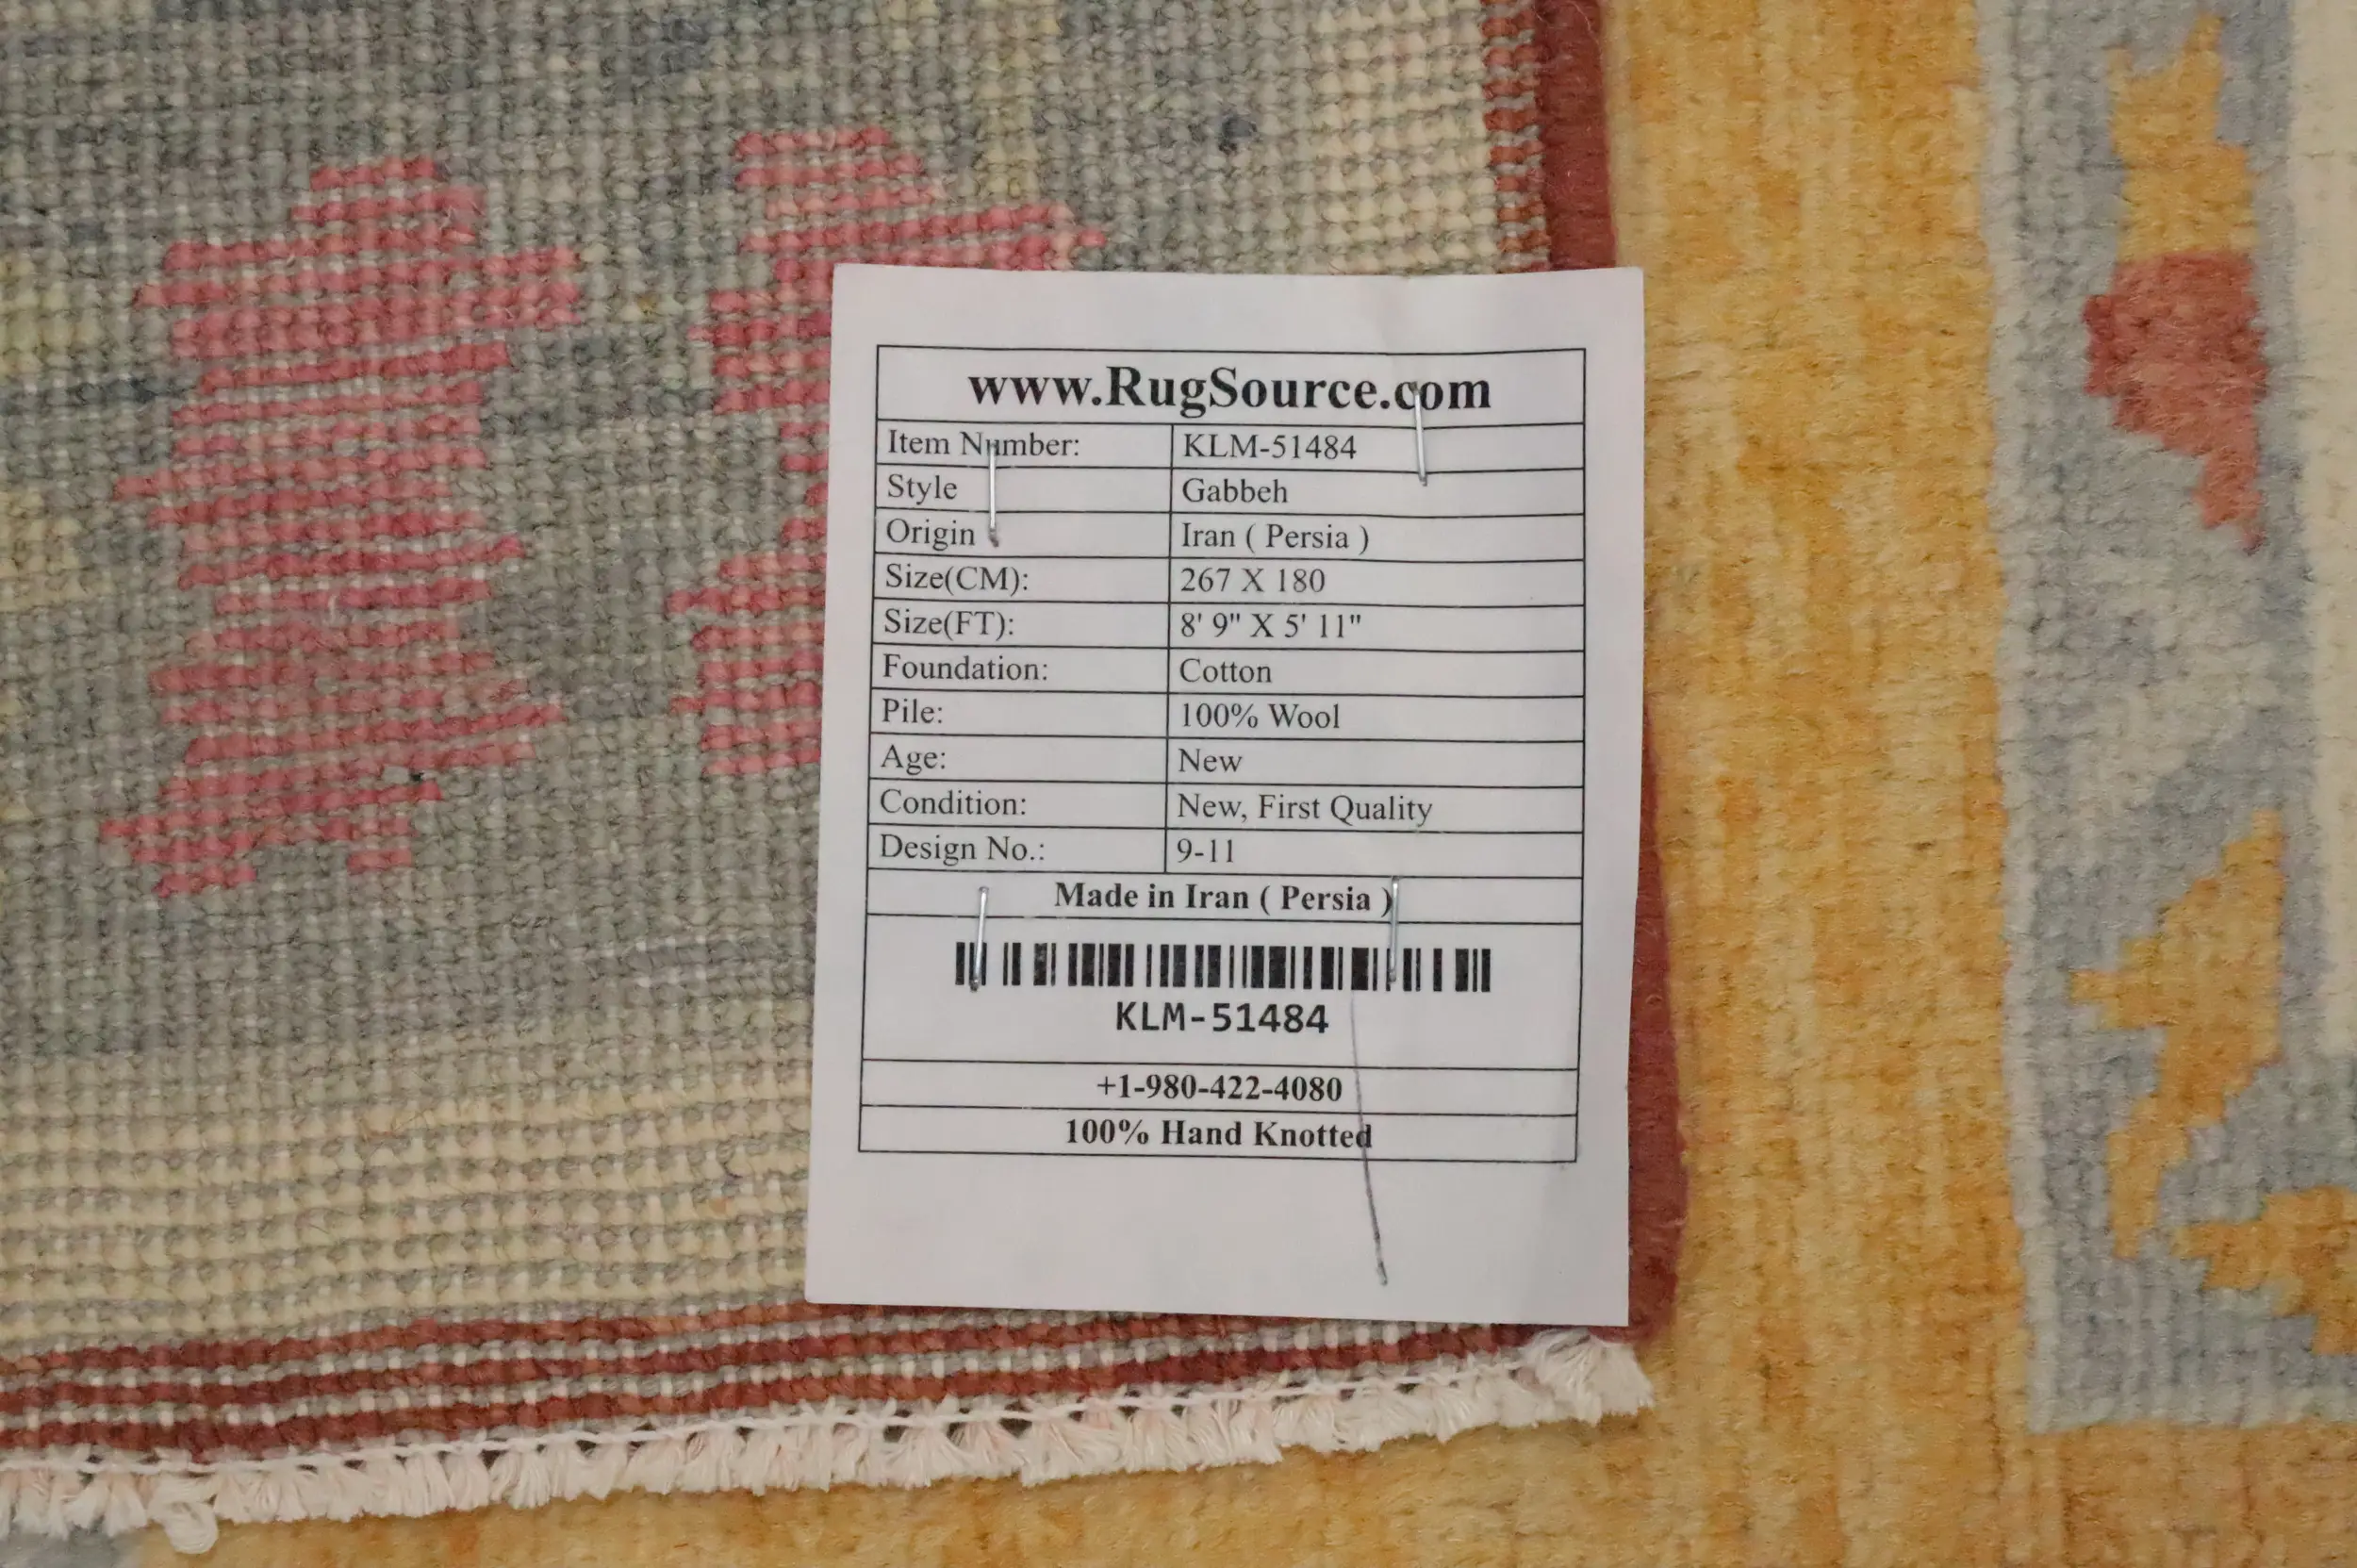 www.RugSource.com
Item Number: KLM-51484
Style Gabbeh
Origin Iran ( Persia )
Size(CM): 267 X 180
Size(FT): 8' 9" X 5' 11"
Foundation: Cotton
Pile: 100% Wool
Age: New
Condition: New, First Quality
Design No.: 9-11
Made in Iran ( Persia )
KLM-51484
+1-980-422-4080
100% Hand Knotted